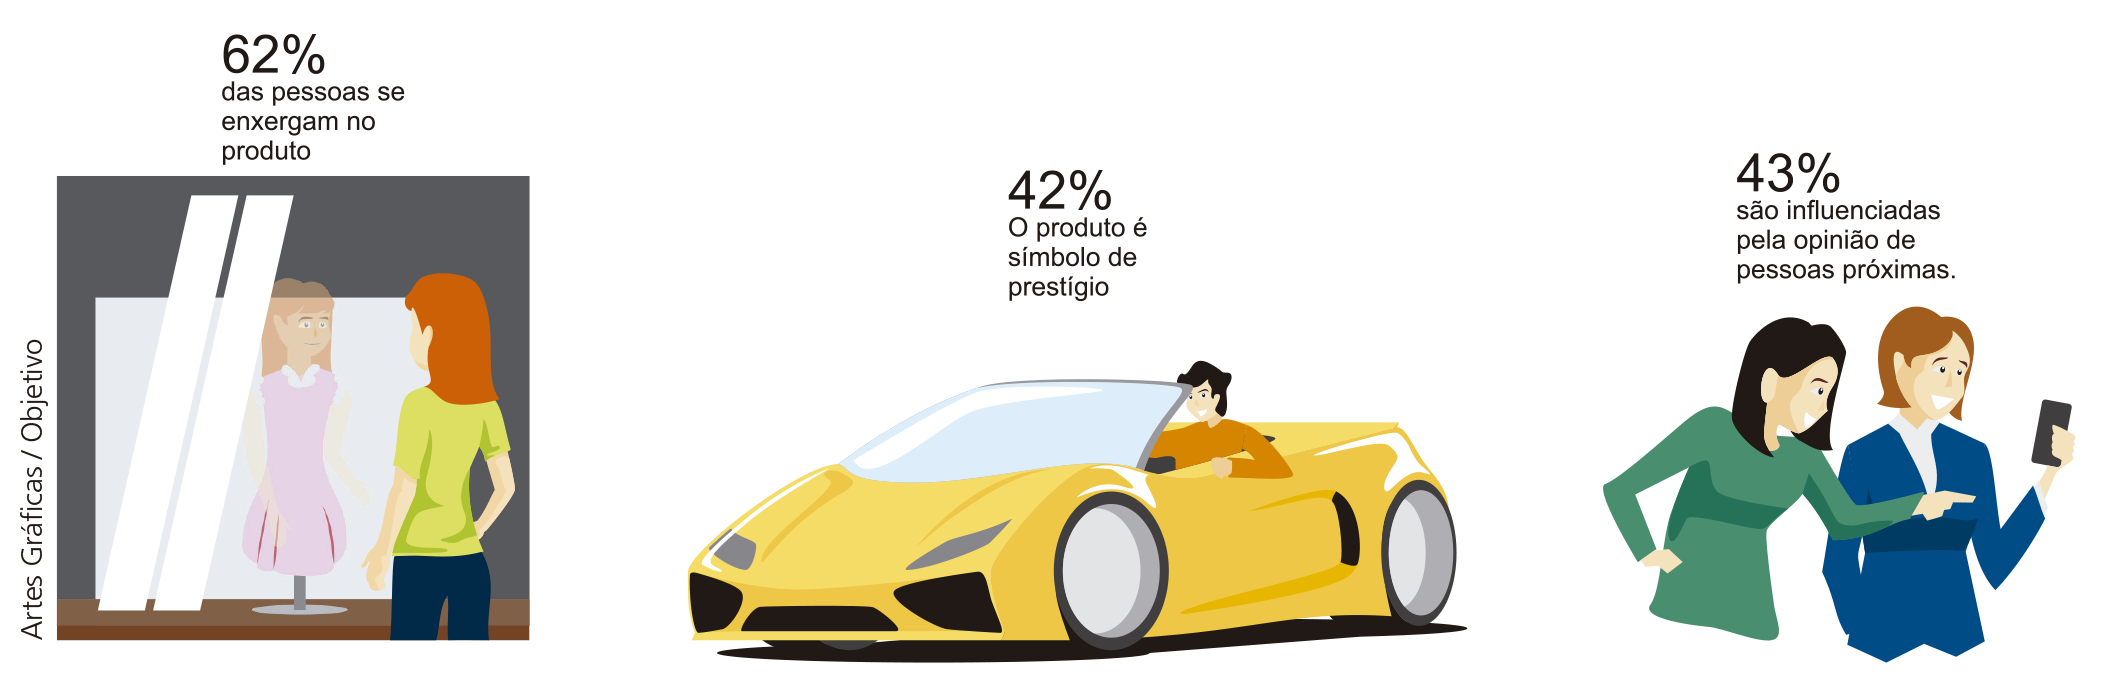 62%
das pessoas se
enxergam no
produto
42%
O produto é
símbolo de
prestígio
43%
são influenciadas
pela opinião de
pessoas próximas.
Artes Gráficas / Objetivo